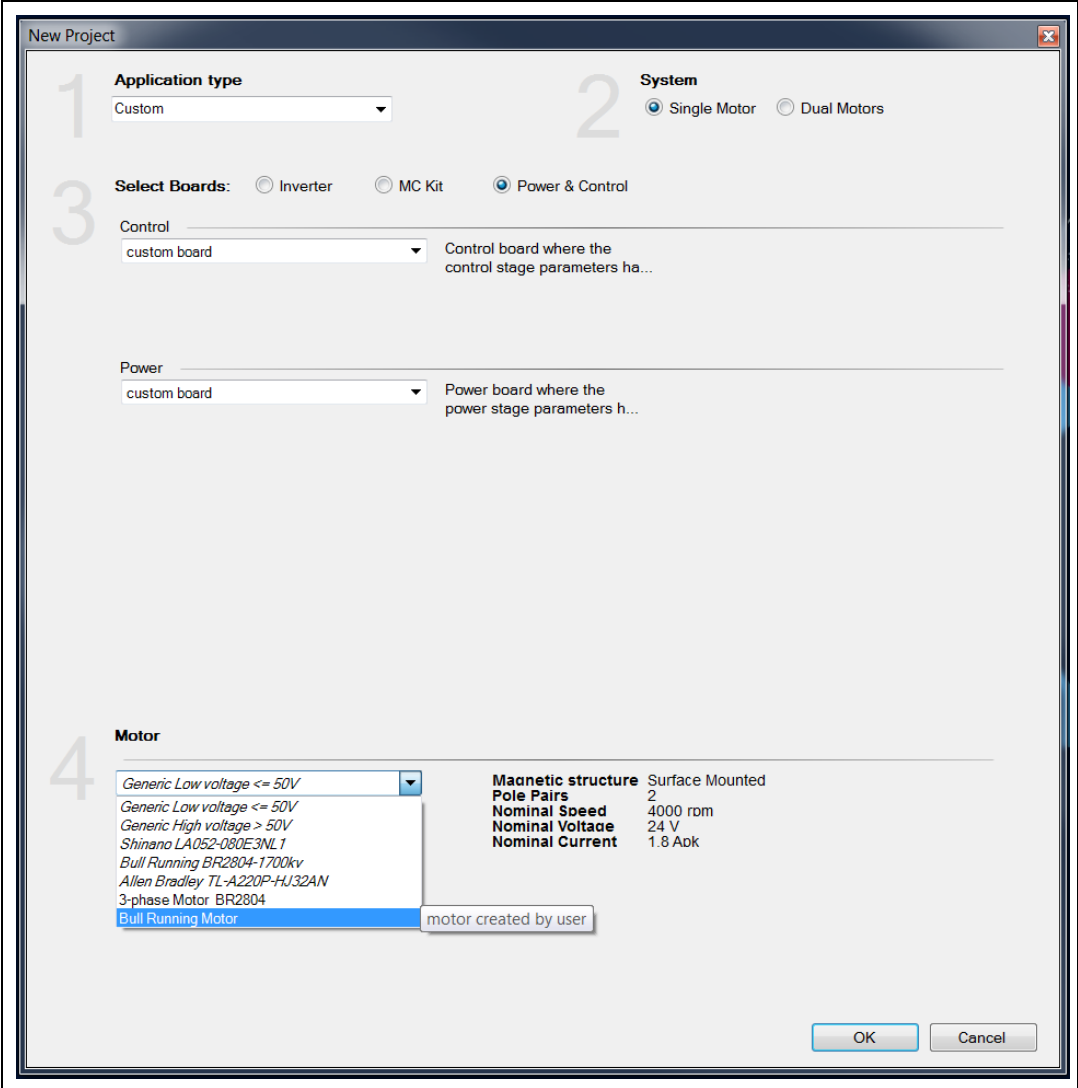 New Project
1
Application type
Custom
2
System
Single Motor
Dual Motors
3
Select Boards:
Inverter
MC Kit
Power & Control
Control
custom board
Control board where the
control stage parameters ha...
Power
custom board
Power board where the
power stage parameters h...
4
Motor
Generic Low voltage <= 50V
Generic Low voltage <= 50V
Generic High voltage > 50V
Shinano LA052-080E3NL1
Bull Running BR2804-1700kv
Allen Bradley TL-A220P-HJ32AN
3-phase Motor BR2804
Bull Running Motor
motor created by user
Magnetic structure Surface Mounted
Pole Pairs 2
Nominal Speed 4000 rpm
Nominal Voltage 24 V
Nominal Current 1.8 Apk
OK
Cancel